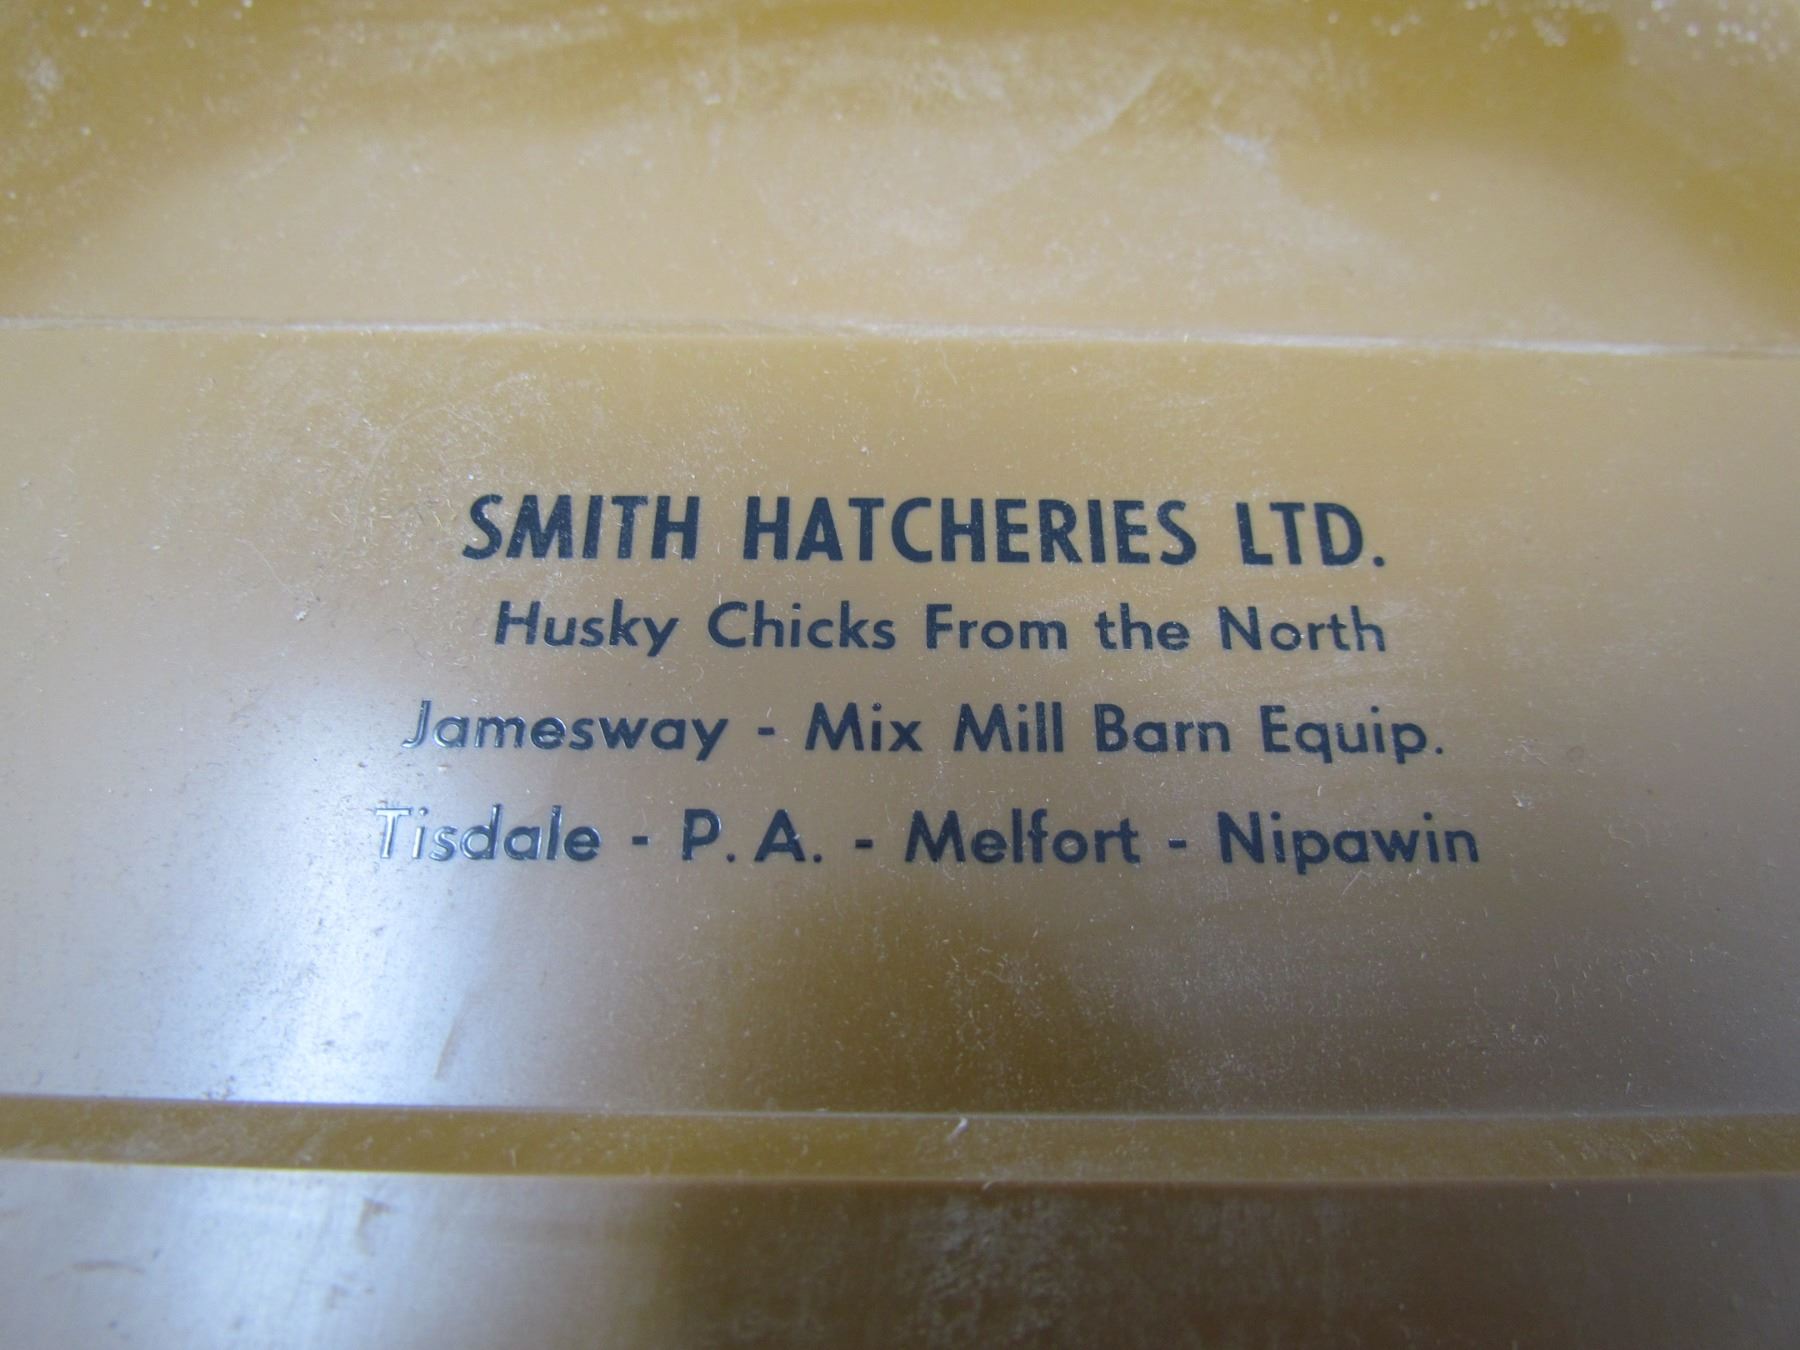 SMITH HATCHERIES LTD.
Husky Chicks From the North
Jamesway - Mix Mill Barn Equip.
Tisdale - P. A. - Melfort - Nipawin